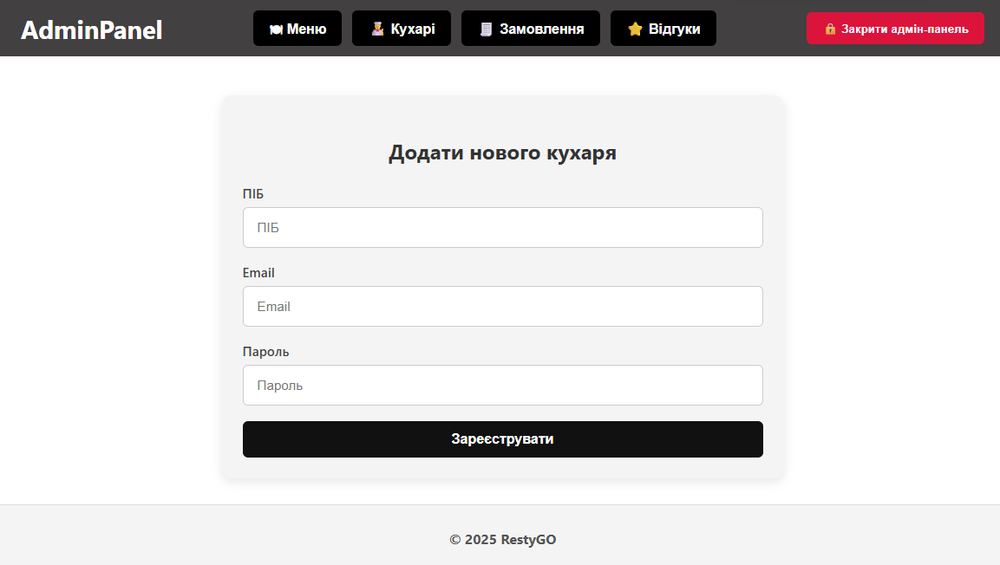 AdminPanel
🍽 Меню
👨‍🍳 Кухарі
🧾 Замовлення
⭐ Відгуки
🔒 Закрити адмін-панель
Додати нового кухаря
ПІБ
ПІБ
Email
Email
Пароль
Пароль
Зареєструвати
© 2025 RestyGO